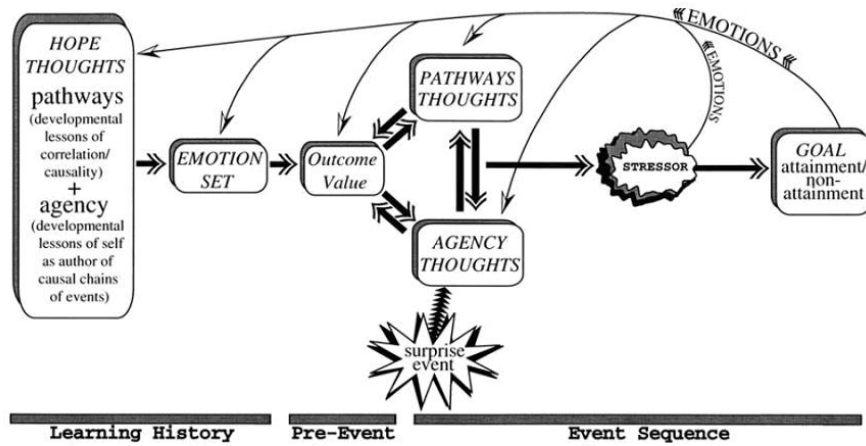 HOPE
THOUGHTS
pathways
(developmental
lessons of
correlation/
causality)
+
agency
(developmental
lessons of self
as author of
causal chains
of events)
EMOTION
SET
Outcome
Value
PATHWAYS
THOUGHTS
AGENCY
THOUGHTS
surprise
event
STRESSOR
EMOTIONS
EMOTIONS
GOAL
attainment/
non-
attainment
Learning History
Pre-Event
Event Sequence